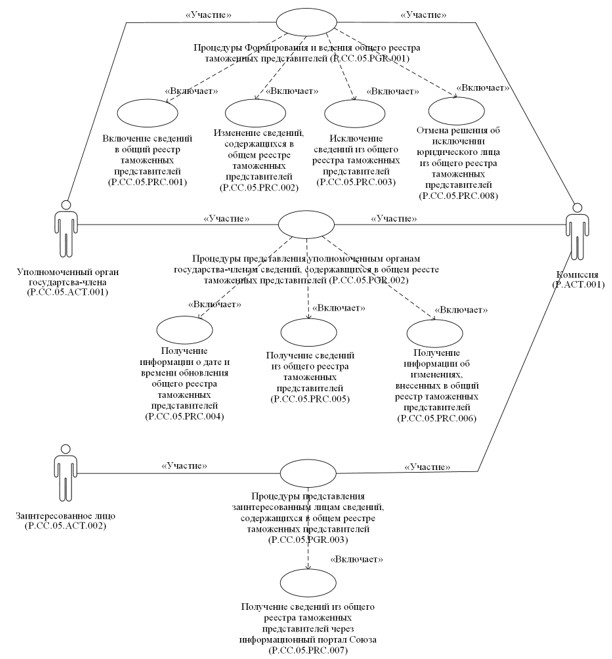 «Участие»
«Участие»
Процедуры Формирования и ведения общего реестра
таможенных представителей (P.CC.05.PGR.001)
«Включает»
«Включает»
«Включает»
«Включает»
Включение сведений
в общий реестр
таможенных
представителей
(P.CC.05.PRC.001)
Изменение сведений,
содержащихся в
общем реестре
таможенных
представителей
(P.CC.05.PRC.002)
Исключение
сведений из общего
реестра таможенных
представителей
(P.CC.05.PRC.003)
Отмена решения об
исключении
юридического лица
из общего реестра
таможенных
представителей
(P.CC.05.PRC.008)
«Участие»
«Участие»
Уполномоченный орган
государтсва-члена
(P.CC.05.ACT.001)
Комиссия
(P.ACT.001)
Процедуры представления уполномоченным органам
государства-членам сведений, содержавщихся в общем реесте
таможенных представителей (P.CC.05.PGR.002)
«Включает»
«Включает»
«Включает»
Получение
информации о дате и
времени обновления
общего реестра
таможенных
представителей
(P.CC.05.PRC.004)
Получение сведений
из общего реестра
таможенных
представителей
(P.CC.05.PRC.005)
Получение
информации об
изменениях,
внесенных в общий
реестр таможенных
представителей
(P.CC.05.PRC.006)
«Участие»
«Участие»
Заинтересованное лицо
(P.CC.05.ACT.002)
Процедуры представления
заинтересованным лицам сведений,
содержащихся в общем реестре
таможенных представителей
(P.CC.05.PGR.003)
«Включает»
Получение сведений из общего
реестра таможенных
представителей через
информационный портал Союза
(P.CC.05.PRC.007)